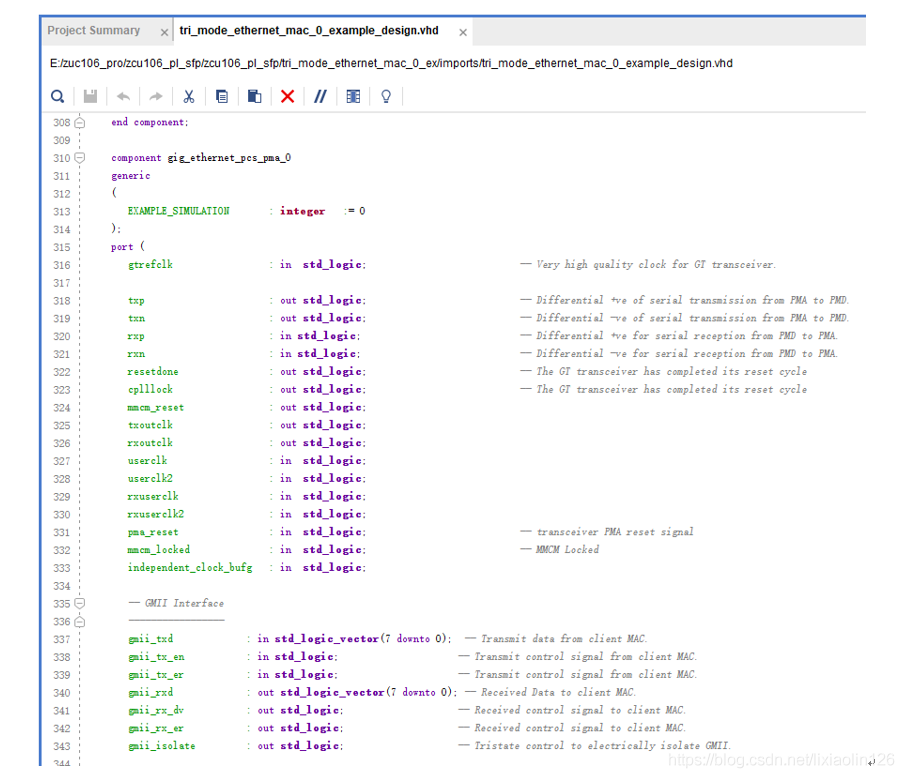 Project Summary × tri_mode_ethernet_mac_0_example_design.vhd ×
E:/zuc106_pro/zcu106_pl_sfp/zcu106_pl_sfp/tri_mode_ethernet_mac_0_ex/imports/tri_mode_ethernet_mac_0_example_design.vhd
308 end component;
309
310 component gig_ethernet_pcs_pma_0
311 generic
312 (
313 EXAMPLE_SIMULATION : integer := 0
314 );
315 port (
316 gtrefclk : in std_logic; -- Very high quality clock for GT transceiver.
317
318 txp : out std_logic; -- Differential +ve of serial transmission from PMA to PMD.
319 txn : out std_logic; -- Differential -ve of serial transmission from PMA to PMD.
320 rxp : in std_logic; -- Differential +ve for serial reception from PMD to PMA.
321 rxn : in std_logic; -- Differential -ve for serial reception from PMD to PMA.
322 resetdone : out std_logic; -- The GT transceiver has completed its reset cycle
323 cplllock : out std_logic; -- The GT transceiver has completed its reset cycle
324 mmcm_reset : out std_logic;
325 txoutclk : out std_logic;
326 rxoutclk : out std_logic;
327 userclk : in std_logic;
328 userclk2 : in std_logic;
329 rxuserclk : in std_logic;
330 rxuserclk2 : in std_logic;
331 pma_reset : in std_logic; -- transceiver PMA reset signal
332 mmcm_locked : in std_logic; -- MMCM Locked
333 independent_clock_bufg : in std_logic;
334
335 -- GMII Interface
336 -----------------
337 gmii_txd : in std_logic_vector(7 downto 0); -- Transmit data from client MAC.
338 gmii_tx_en : in std_logic; -- Transmit control signal from client MAC.
339 gmii_tx_er : in std_logic; -- Transmit control signal from client MAC.
340 gmii_rxd : out std_logic_vector(7 downto 0); -- Received Data to client MAC.
341 gmii_rx_dv : out std_logic; -- Received control signal to client MAC.
342 gmii_rx_er : out std_logic; -- Received control signal to client MAC.
343 gmii_isolate : out std_logic; -- Tristate control to electrically isolate GMII.
344
https://blog.csdn.net/lixiaolin126